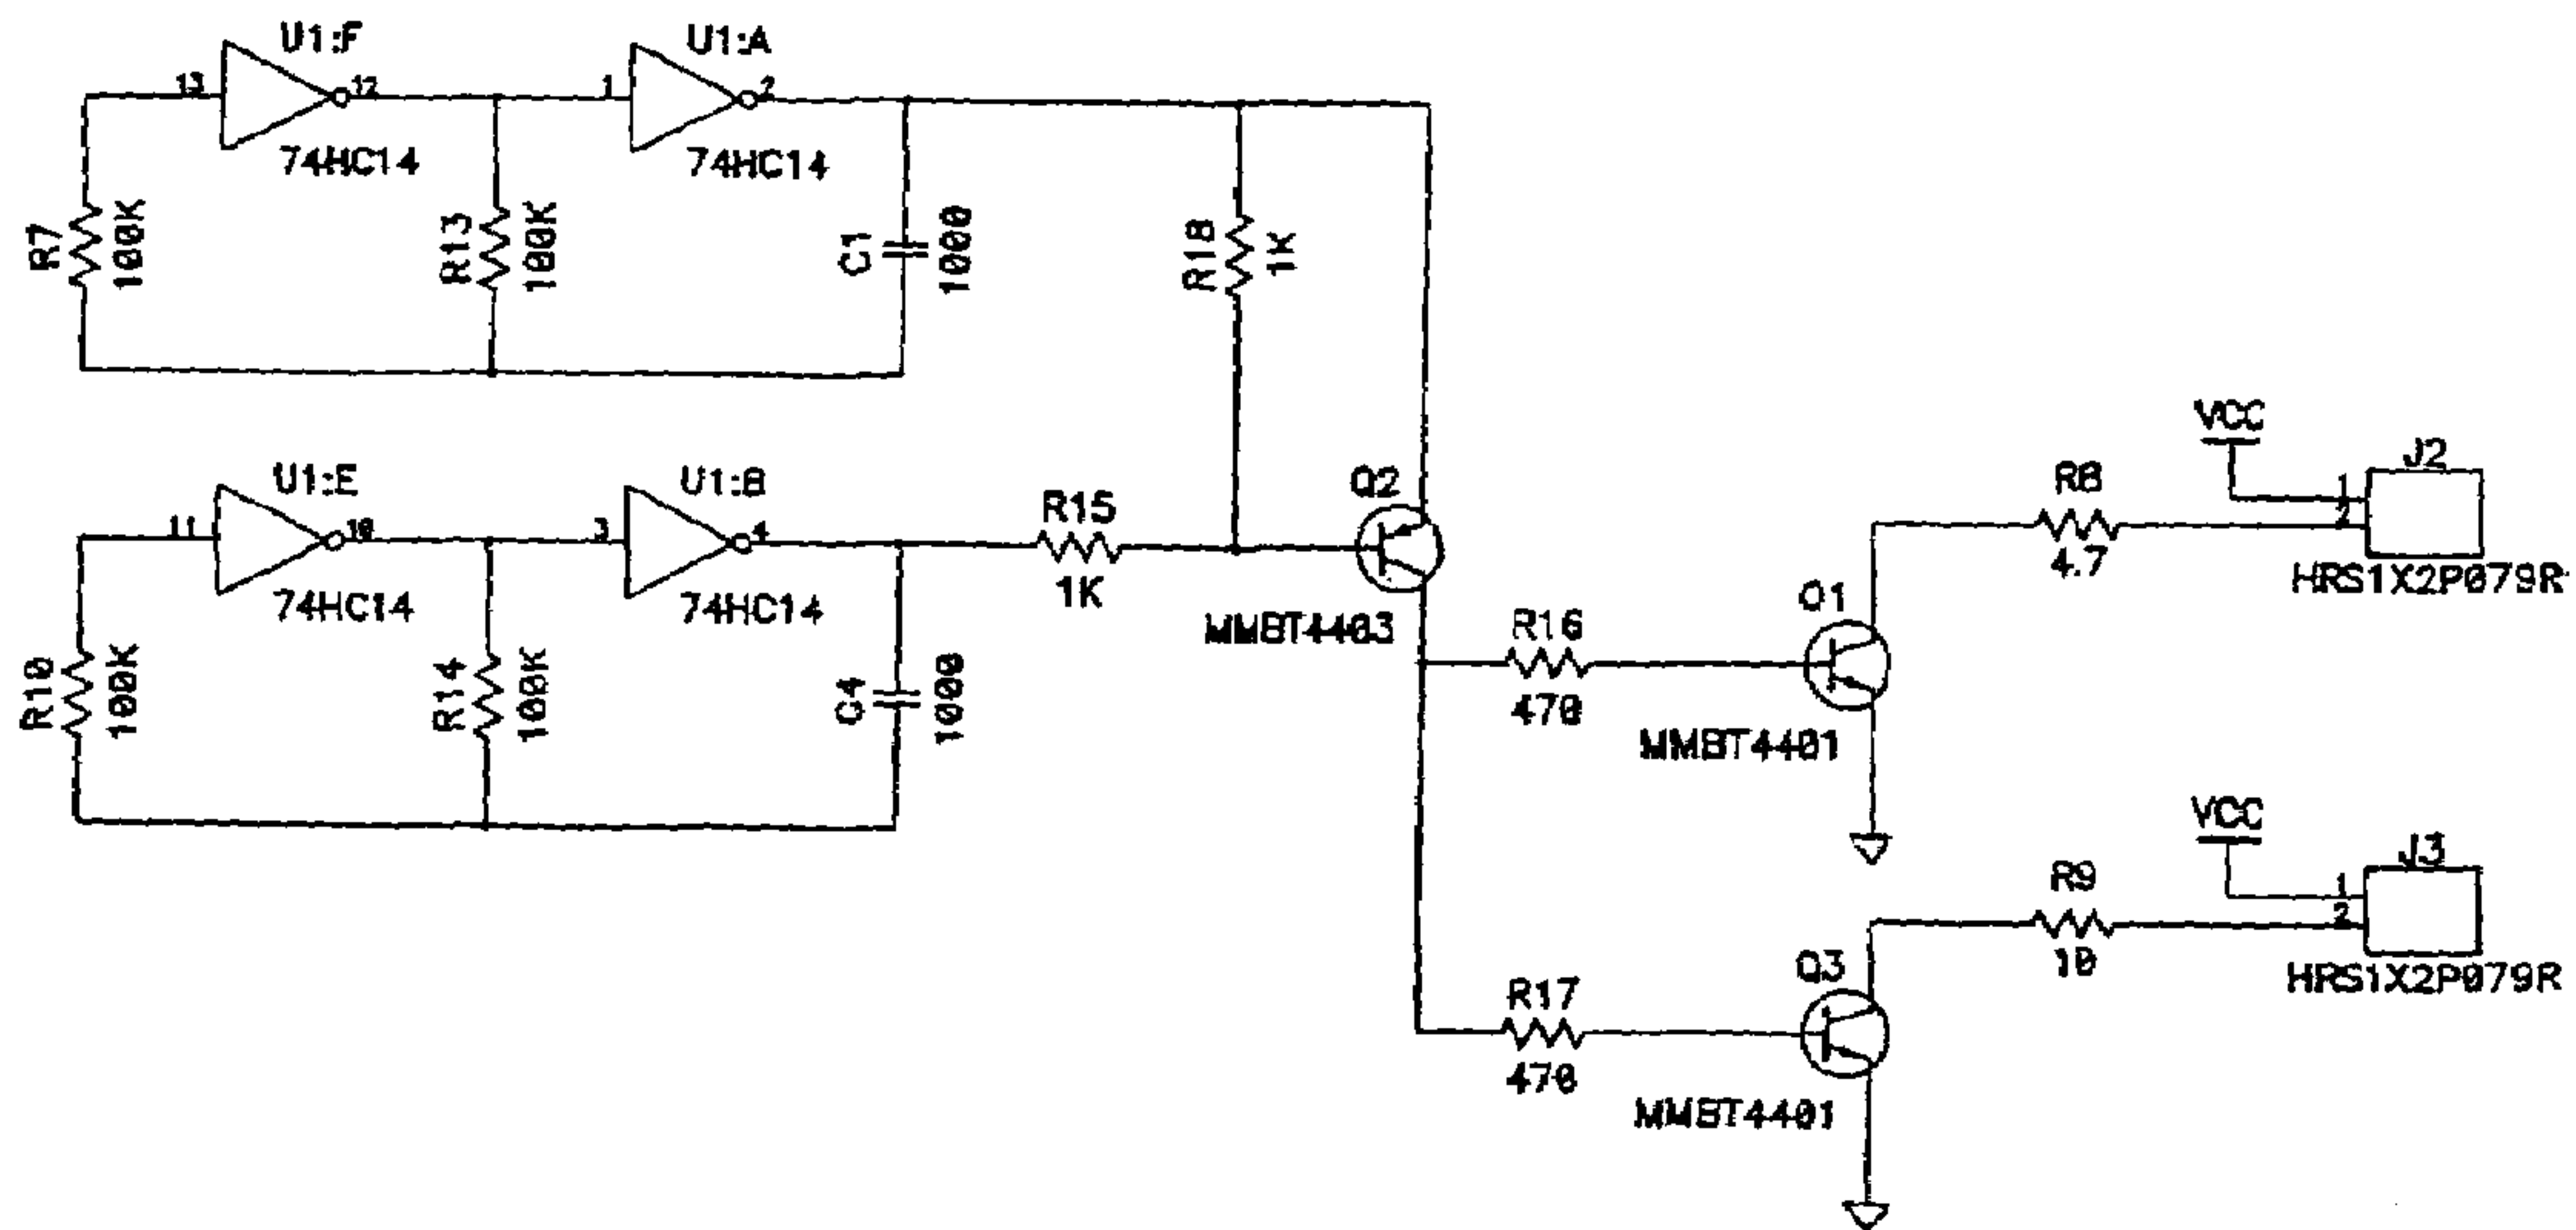 U1:F
U1:A
13
12
1
2
74HC14
74HC14
R7
100K
R13
100K
C1
1000
R18
1K
U1:E
U1:B
11
10
3
4
74HC14
74HC14
R10
100K
R14
100K
C4
1000
R15
1K
Q2
MMBT4403
R16
470
Q1
MMBT4401
R8
4.7
VCC
J2
1
2
HRS1X2P079R
R17
470
Q3
MMBT4401
R9
10
VCC
J3
1
2
HRS1X2P079R